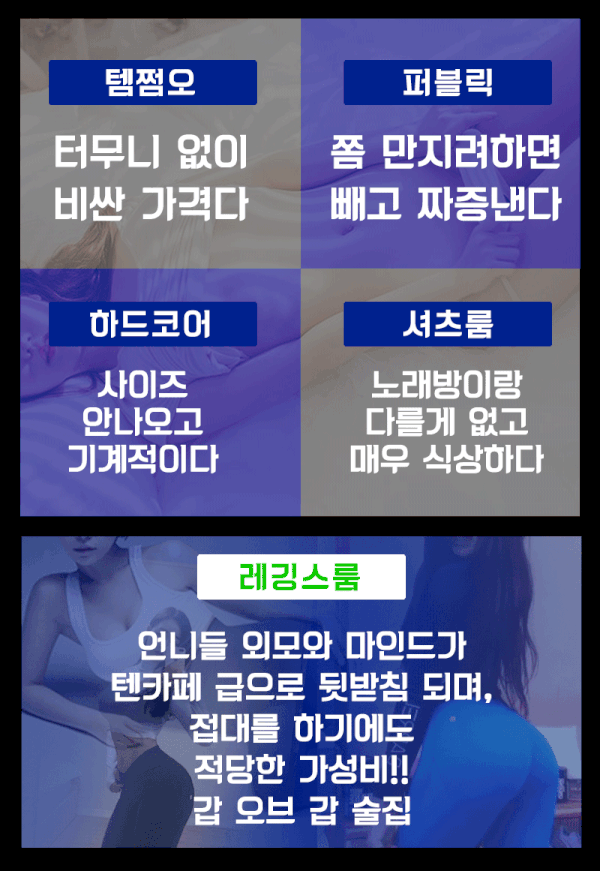 템쩜오
터무니 없이
비싼 가격다
퍼블릭
쫌 만지려하면
빼고 짜증낸다
하드코어
사이즈
안나오고
기계적이다
셔츠룸
노래방이랑
다를게 없고
매우 식상하다
레깅스룸
언니들 외모와 마인드가
텐카페 급으로 뒷받침 되며,
접대를 하기에도
적당한 가성비!!
갑 오브 갑 술집